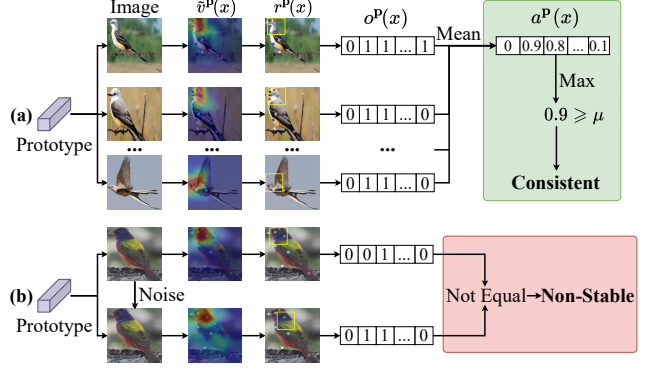 Image ṽᵖ(x) rᵖ(x) oᵖ(x) aᵖ(x)
0 1 1 ... 1 Mean 0 0.9 0.8 ... 0.1
Max
(a) 0 1 1 ... 0 0.9 ⩾ μ
Prototype
... ... ... ...
0 1 1 ... 0 Consistent
0 0 1 ... 0
(b) Noise Not Equal Non-Stable
Prototype
0 1 1 ... 0